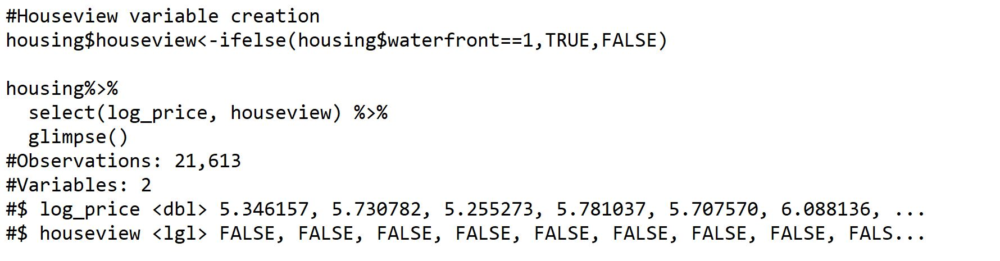 #Houseview variable creation
housing$houseview<-ifelse(housing$waterfront==1,TRUE,FALSE)

housing%>%
  select(log_price, houseview) %>%
  glimpse()
#Observations: 21,613
#Variables: 2
#$ log_price <dbl> 5.346157, 5.730782, 5.255273, 5.781037, 5.707570, 6.088136, ...
#$ houseview <lgl> FALSE, FALSE, FALSE, FALSE, FALSE, FALSE, FALSE, FALSE, FALS...